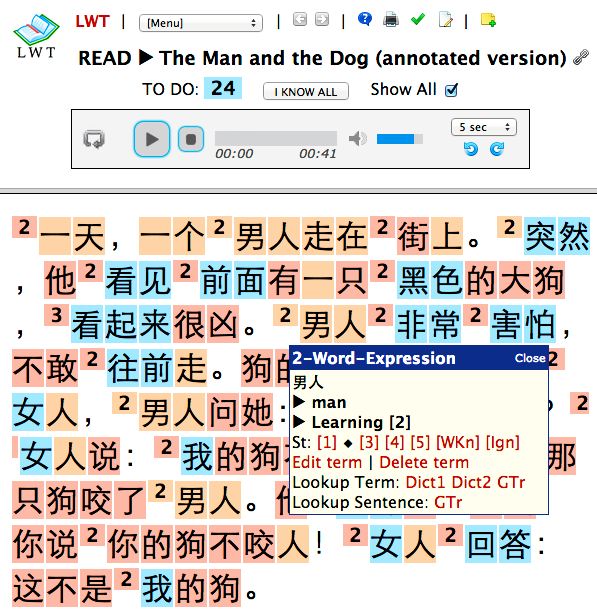 LWT
LWT | [Menu] | ?
READ ▶ The Man and the Dog (annotated version)
TO DO: 24 I KNOW ALL Show All
5 sec
00:00 00:41
2一天，一个2男人走在2街上。2突然
，他2看见2前面有一只2黑色的大狗
，3看起来很凶。2男人2非常2害怕，
不敢2往前走。狗的
女人，2男人问她： 2
女人说：2我的狗 那
只狗咬了2男人。
你说2你的狗不咬人！2女人2回答：
这不是2我的狗。
2-Word-Expression Close
男人
▶ man
▶ Learning [2]
St: [1] ◆ [3] [4] [5] [WKn] [Ign]
Edit term | Delete term
Lookup Term: Dict1 Dict2 GTr
Lookup Sentence: GTr